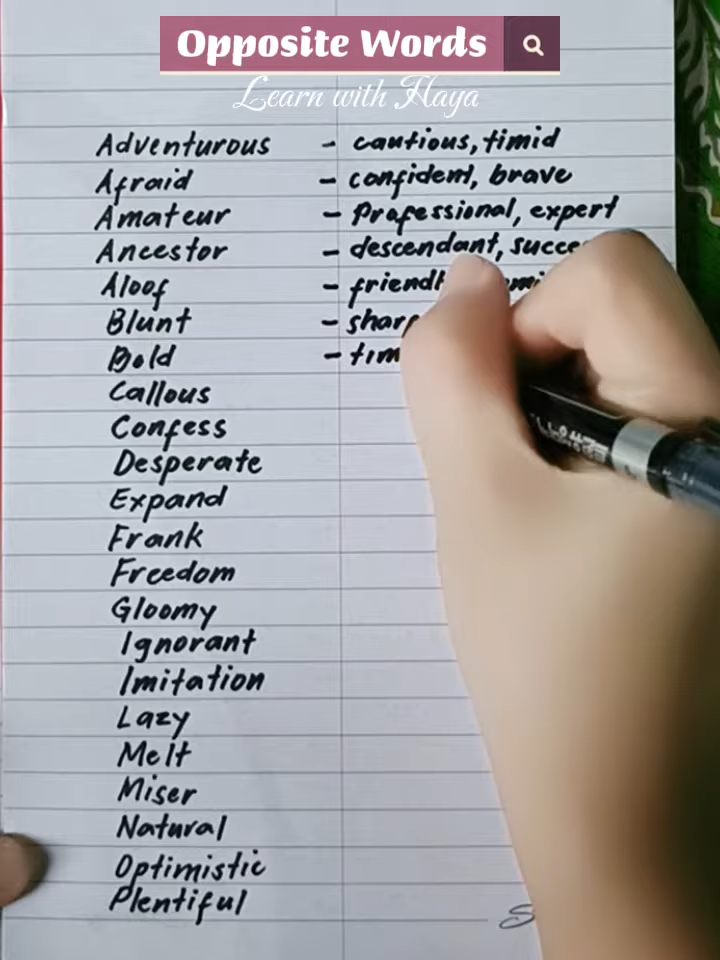 Opposite Words
Learn with Haya
Adventurous - cautious, timid
Afraid - confident, brave
Amateur - Professional, expert
Ancestor - descendant,
Aloof -
Blunt -
Bold -
Callous
Confess
Desperate
Expand
Frank
Freedom
Gloomy
Ignorant
Imitation
Lazy
Melt
Miser
Natural
Optimistic
Plentiful